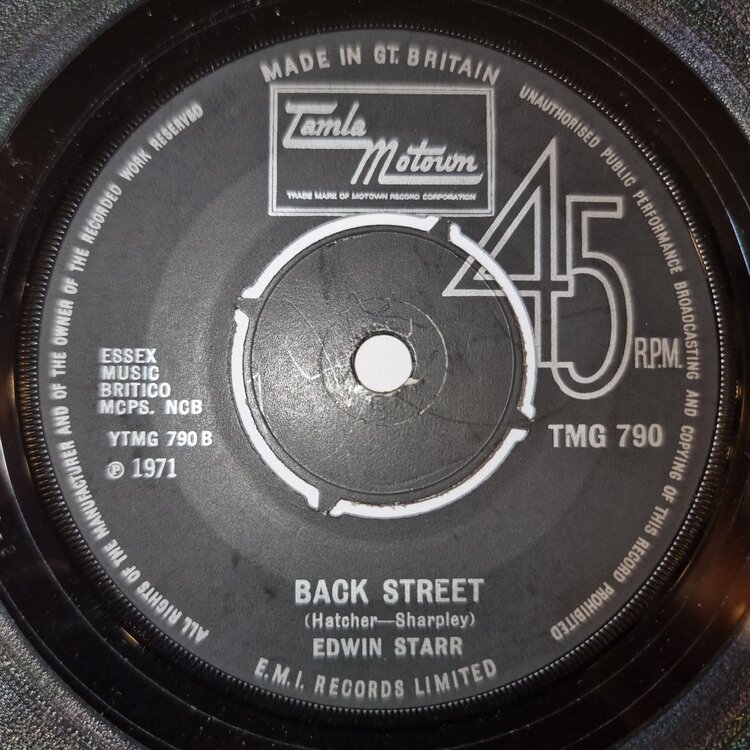 MADE IN GT. BRITAIN
Tamla
Motown
TRADE MARK OF MOTOWN RECORD CORPORATION
45
R.P.M.
ESSEX
MUSIC
BRITICO
MCPS. NCB
YTMG 790 B
℗ 1971
TMG 790
BACK STREET
(Hatcher—Sharpley)
EDWIN STARR
E.M.I. RECORDS LIMITED
ALL RIGHTS OF THE MANUFACTURER AND OF THE OWNER OF THE RECORDED WORK RESERVED
UNAUTHORISED PUBLIC PERFORMANCE BROADCASTING AND COPYING OF THIS RECORD PROHIBITED